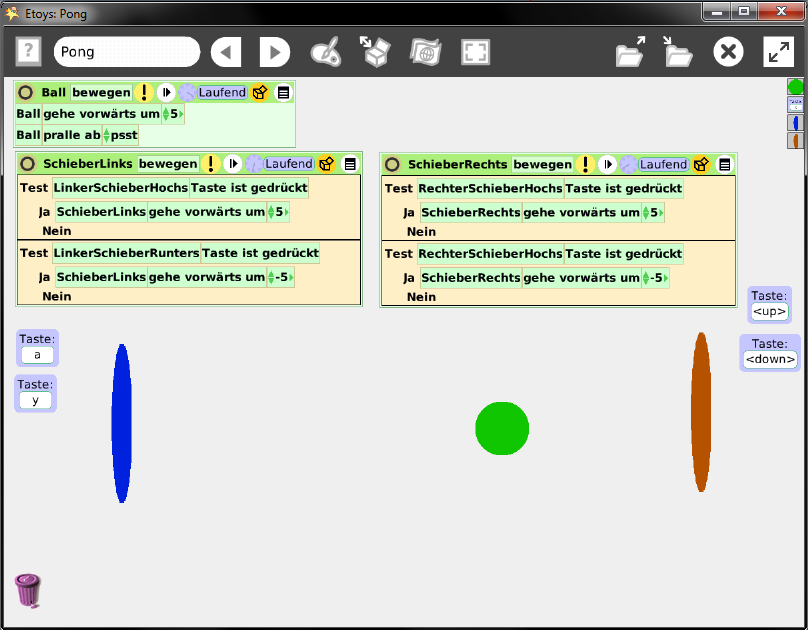 Etoys: Pong
?
Pong
Ball bewegen ! Laufend
Ball gehe vorwärts um 5
Ball pralle ab psst
SchieberLinks bewegen ! Laufend
Test LinkerSchieberHochs Taste ist gedrückt
Ja SchieberLinks gehe vorwärts um 5
Nein
Test LinkerSchieberRunters Taste ist gedrückt
Ja SchieberLinks gehe vorwärts um -5
Nein
SchieberRechts bewegen ! Laufend
Test RechterSchieberHochs Taste ist gedrückt
Ja SchieberRechts gehe vorwärts um 5
Nein
Test RechterSchieberHochs Taste ist gedrückt
Ja SchieberRechts gehe vorwärts um -5
Nein
Taste:
<up>
Taste:
<down>
Taste:
a
Taste:
y